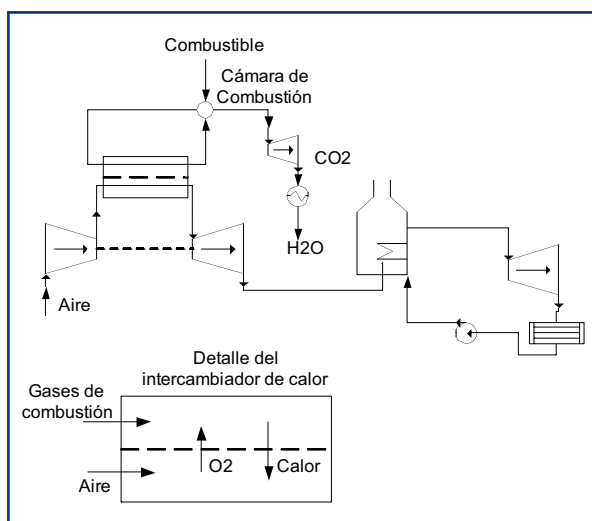 Combustible
Cámara de
Combustión
CO2
H2O
Aire
Detalle del
intercambiador de calor
Gases de
combustión
O2
Calor
Aire